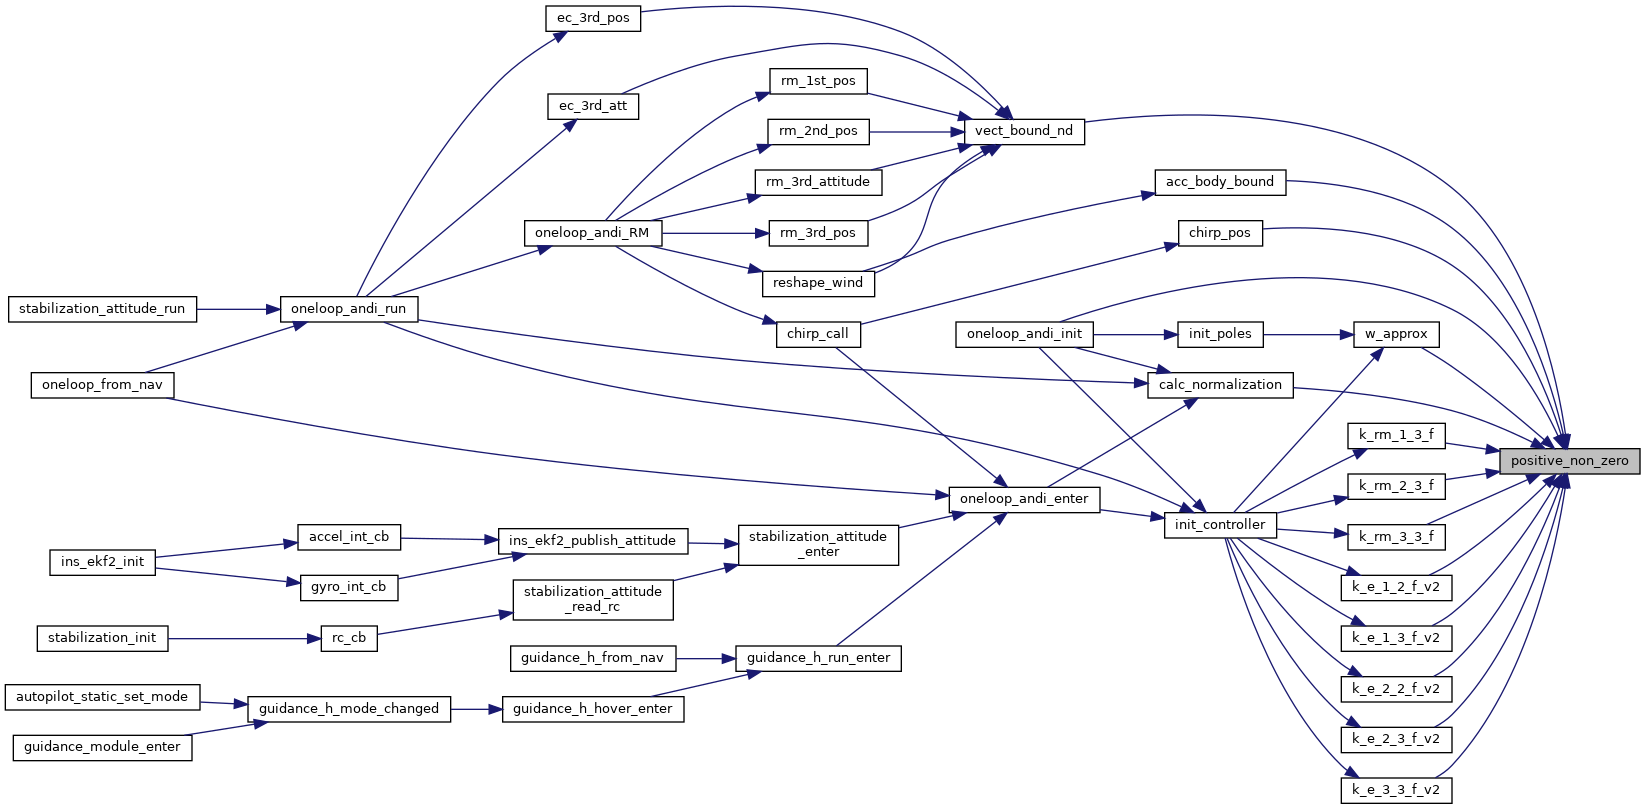 ec_3rd_pos
rm_1st_pos
ec_3rd_att
rm_2nd_pos
vect_bound_nd
rm_3rd_attitude
acc_body_bound
oneloop_andi_RM
rm_3rd_pos
chirp_pos
reshape_wind
stabilization_attitude_run
oneloop_andi_run
chirp_call
oneloop_andi_init
init_poles
w_approx
oneloop_from_nav
calc_normalization
k_rm_1_3_f
positive_non_zero
k_rm_2_3_f
oneloop_andi_enter
init_controller
k_rm_3_3_f
accel_int_cb
ins_ekf2_publish_attitude
stabilization_attitude
_enter
ins_ekf2_init
gyro_int_cb
k_e_1_2_f_v2
stabilization_attitude
_read_rc
stabilization_init
rc_cb
k_e_1_3_f_v2
guidance_h_from_nav
guidance_h_run_enter
k_e_2_2_f_v2
autopilot_static_set_mode
guidance_h_mode_changed
guidance_h_hover_enter
guidance_module_enter
k_e_2_3_f_v2
k_e_3_3_f_v2